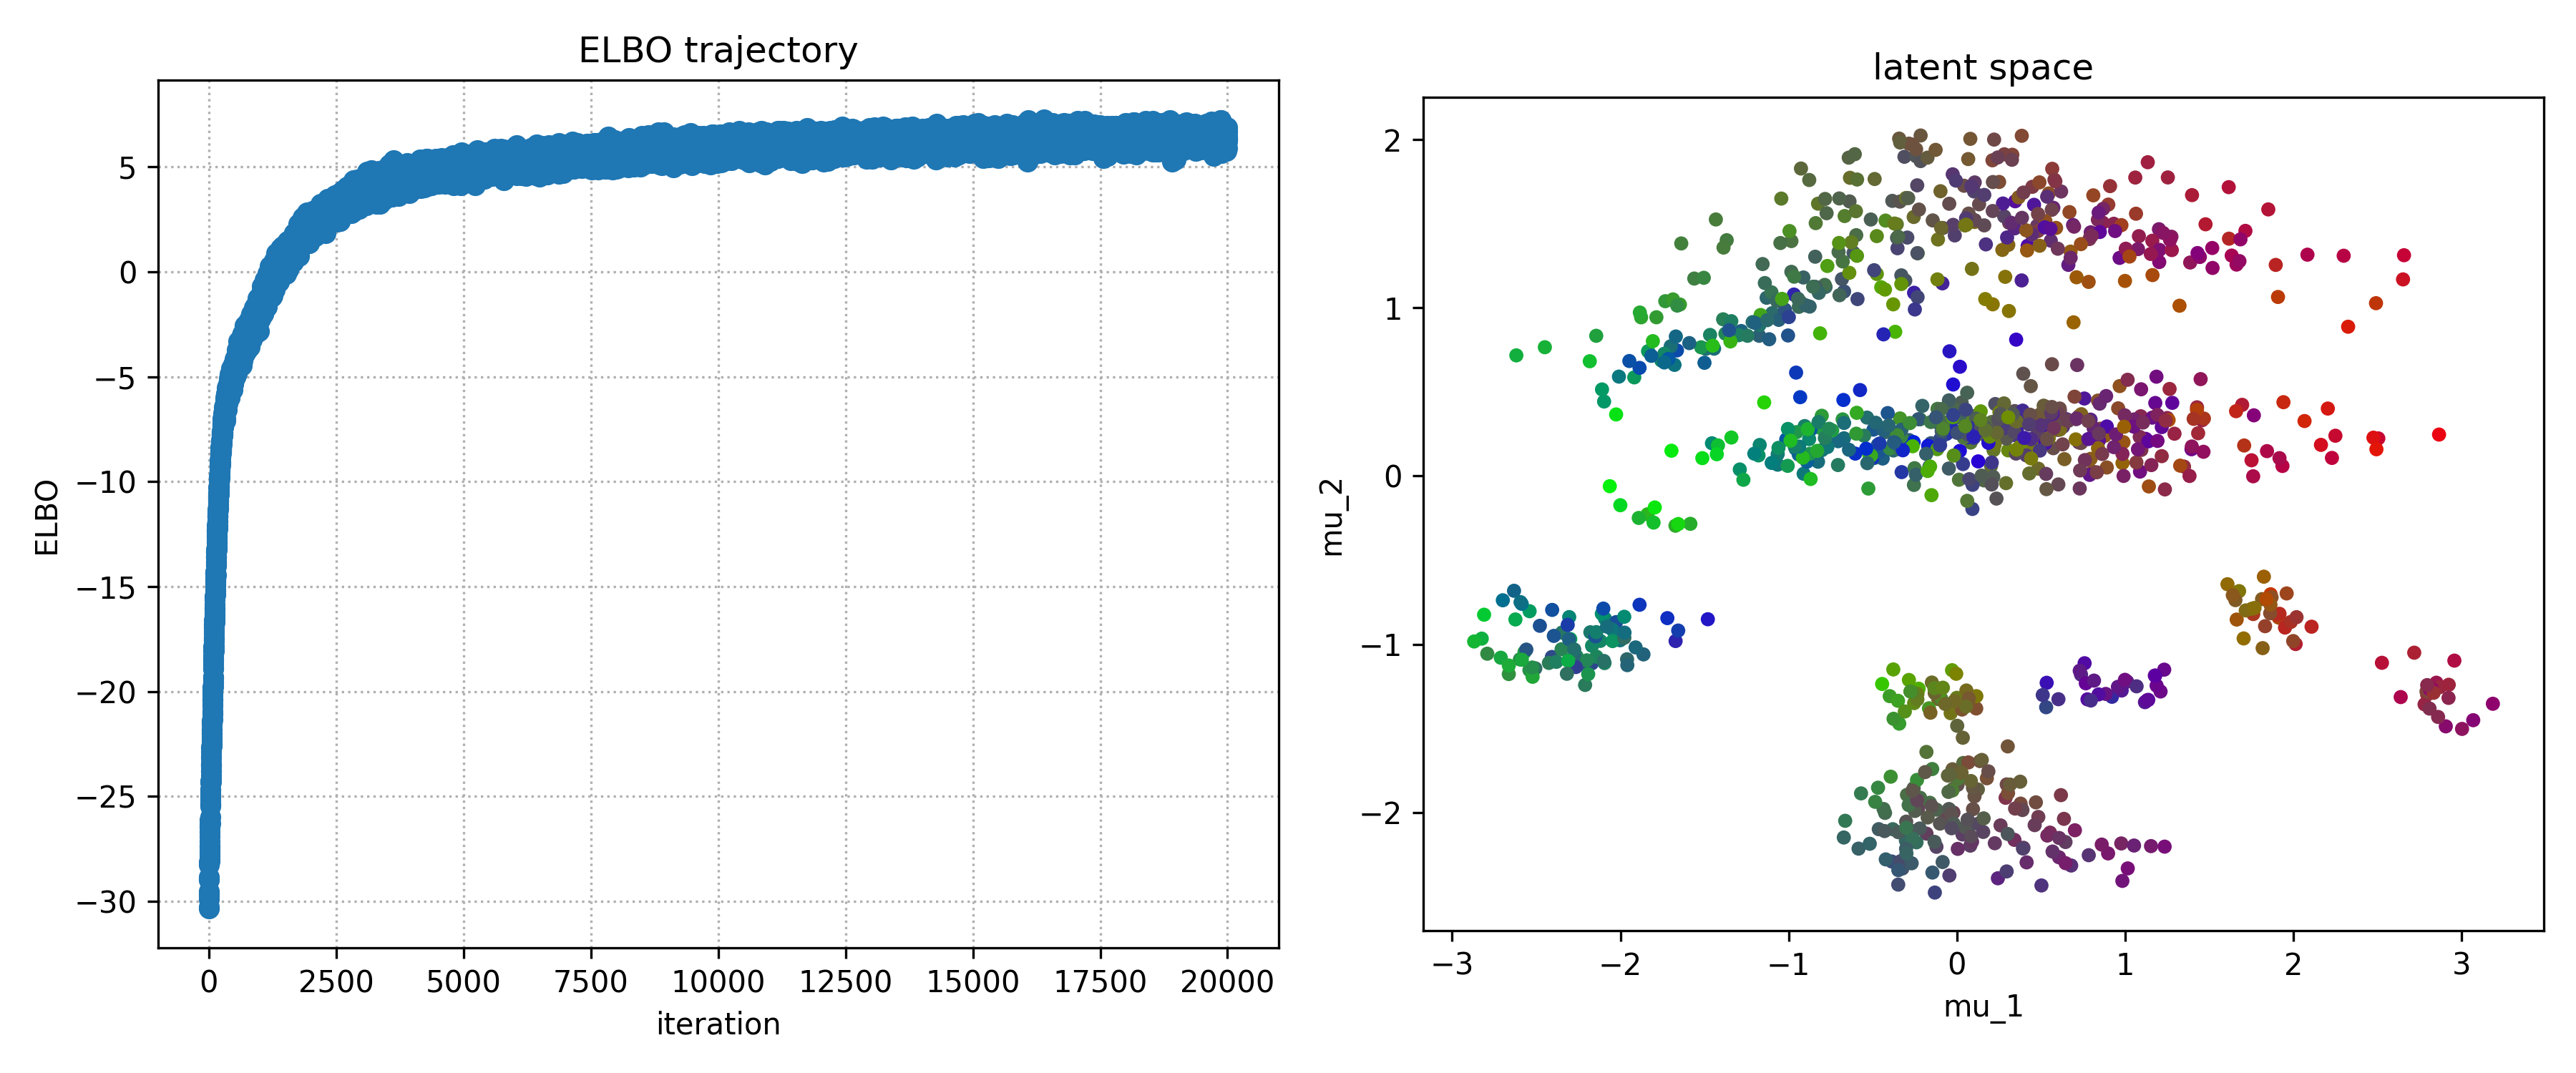 ELBO trajectory
5
0
−5
−10
−15
−20
−25
−30
ELBO
0 2500 5000 7500 10000 12500 15000 17500 20000
iteration
latent space
2
1
0
−1
−2
mu_2
−3 −2 −1 0 1 2 3
mu_1